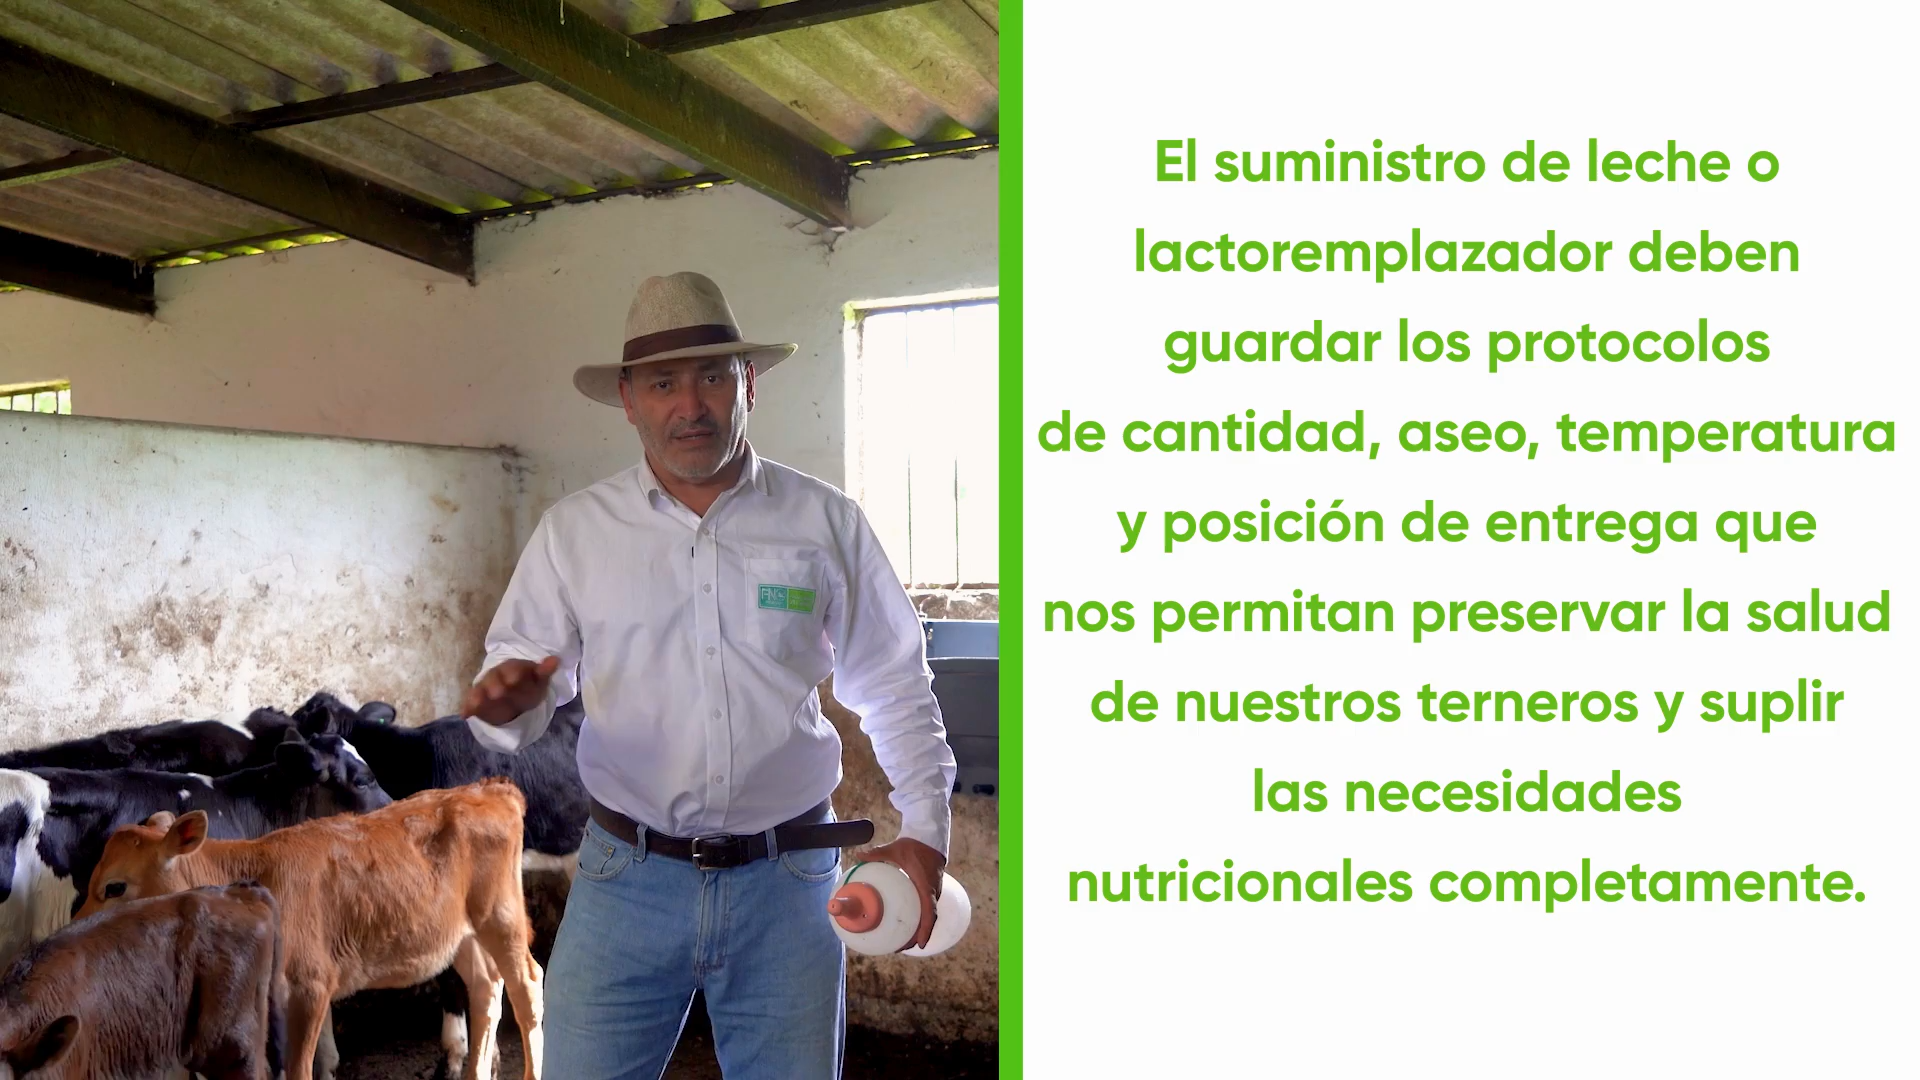 El suministro de leche o
lactoremplazador deben
guardar los protocolos
de cantidad, aseo, temperatura
y posición de entrega que
nos permitan preservar la salud
de nuestros terneros y suplir
las necesidades
nutricionales completamente.